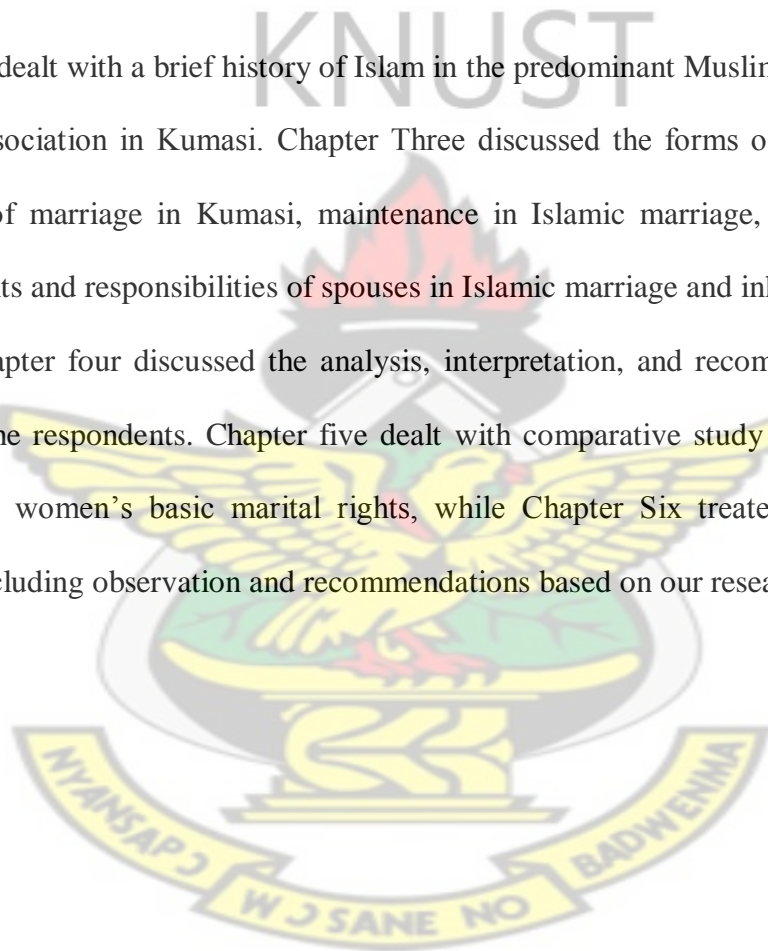 KNUST
dealt with a brief history of Islam in the predominant Muslim
sociation in Kumasi. Chapter Three discussed the forms o
of marriage in Kumasi, maintenance in Islamic marriage,
ts and responsibilities of spouses in Islamic marriage and inh
apter four discussed the analysis, interpretation, and recom
ne respondents. Chapter five dealt with comparative study
women’s basic marital rights, while Chapter Six treate
cluding observation and recommendations based on our resea
NYANSAPƆ WƆSANE NO BADWENMA